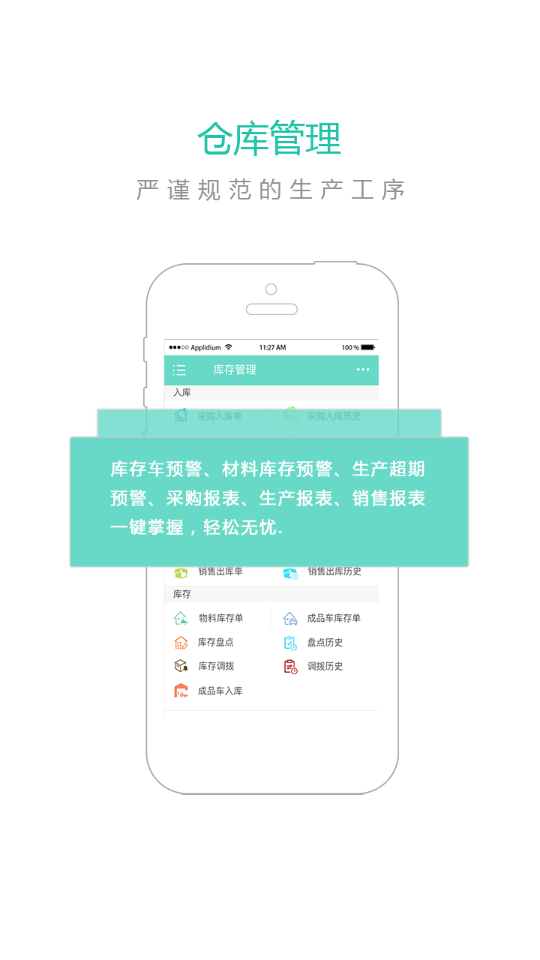 仓库管理
严谨规范的生产工序
Applidium 11:27 AM 100 %
库存管理
入库
采购入库单 采购入库历史
库存车预警、材料库存预警、生产超期
预警、采购报表、生产报表、销售报表
一键掌握，轻松无忧.
销售出库单 销售出库历史
库存
物料库存单 成品车库存单
库存盘点 盘点历史
库存调拨 调拨历史
成品车入库